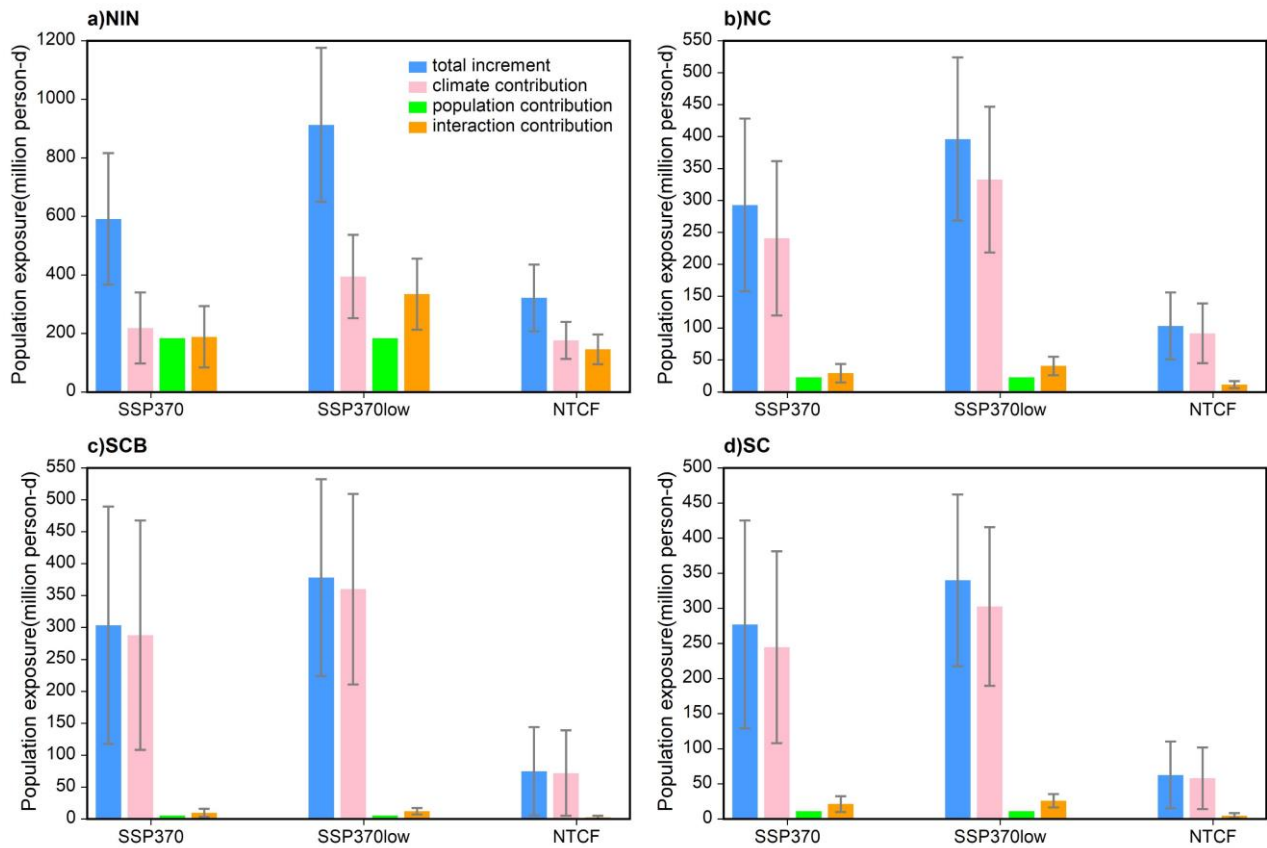 a)NIN
1200
1000
800
600
400
200
0
Population exposure(million person-d)
total increment
climate contribution
population contribution
interaction contribution
SSP370
SSP370low
NTCF
b)NC
550
500
450
400
350
300
250
200
150
100
50
0
Population exposure(million person-d)
SSP370
SSP370low
NTCF
c)SCB
550
500
450
400
350
300
250
200
150
100
50
0
Population exposure(million person-d)
SSP370
SSP370low
NTCF
d)SC
500
450
400
350
300
250
200
150
100
50
0
Population exposure(million person-d)
SSP370
SSP370low
NTCF